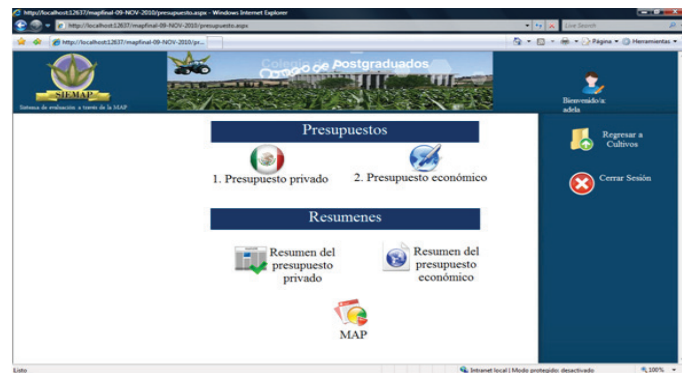 http://localhost:12637/mapfinal-09-NOV-2010/presupuesto.aspx - Windows Internet Explorer
http://localhost:12637/mapfinal-09-NOV-2010/presupuesto.aspx
Live Search
http://localhost:12637/mapfinal-09-NOV-2010/pr...
Página
Herramientas
Colegio de Postgraduados
SIEMAP
Sistema de evaluación a través de la MAP
Bienvenido/a:
adela
Presupuestos
1. Presupuesto privado
2. Presupuesto económico
Regresar a
Cultivos
Cerrar Sesión
Resumenes
Resumen del
presupuesto
privado
Resumen del
presupuesto
económico
MAP
Listo
Intranet local | Modo protegido: desactivado
100%